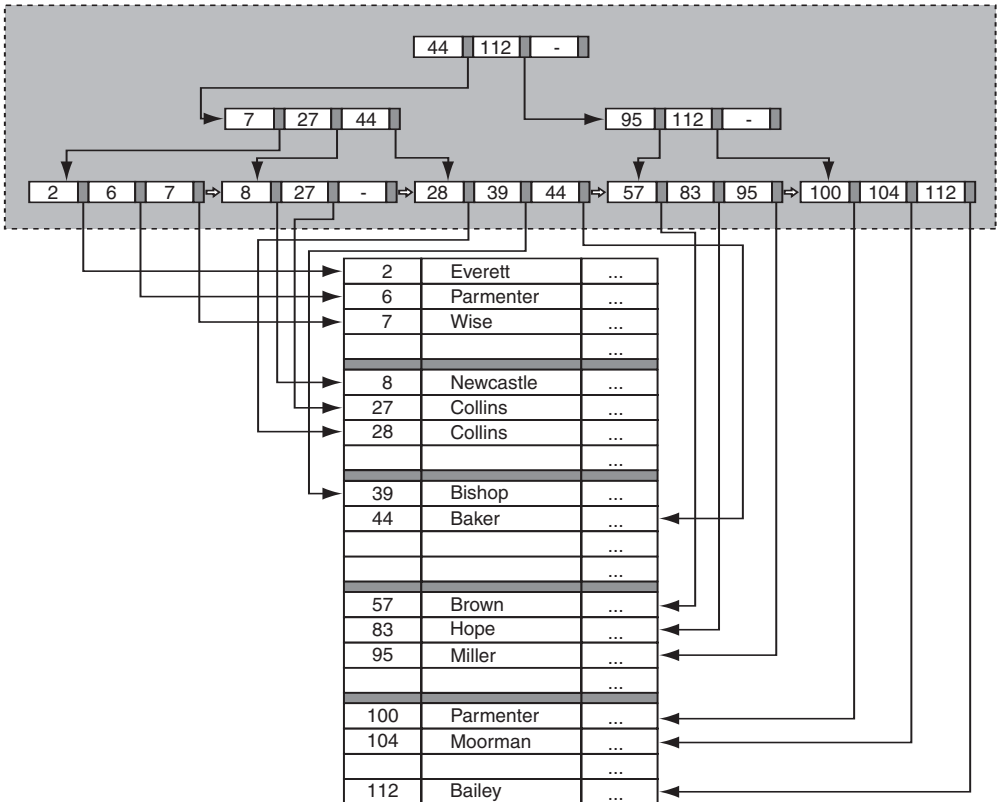 44 112 -
7 27 44 95 112 -
2 6 7 8 27 - 28 39 44 57 83 95 100 104 112
2 Everett ...
6 Parmenter ...
7 Wise ...
...
8 Newcastle ...
27 Collins ...
28 Collins ...
...
39 Bishop ...
44 Baker ...
...
...
57 Brown ...
83 Hope ...
95 Miller ...
...
100 Parmenter ...
104 Moorman ...
...
112 Bailey ...